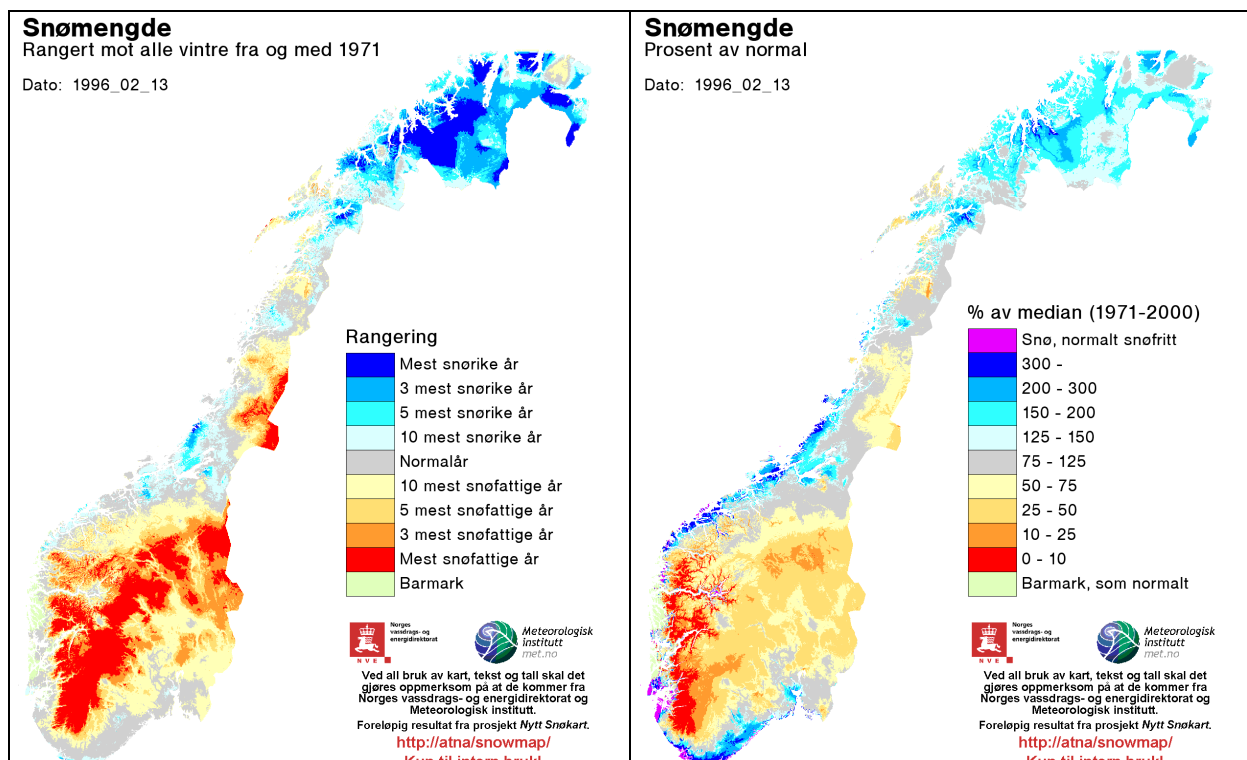 Snømengde
Rangert mot alle vintre fra og med 1971
Dato: 1996_02_13
Rangering
Mest snørike år
3 mest snørike år
5 mest snørike år
10 mest snørike år
Normalår
10 mest snøfattige år
5 mest snøfattige år
3 mest snøfattige år
Mest snøfattige år
Barmark
Norges
vassdrags- og
energidirektorat
NVE
Meteorologisk
institutt
met.no
Ved all bruk av kart, tekst og tall skal det
gjøres oppmerksom på at de kommer fra
Norges vassdrags- og energidirektorat og
Meteorologisk institutt.
Foreløpig resultat fra prosjekt Nytt Snøkart.
http://atna/snowmap/
Kun til intern bruk!
Snømengde
Prosent av normal
Dato: 1996_02_13
% av median (1971-2000)
Snø, normalt snøfritt
300 -
200 - 300
150 - 200
125 - 150
75 - 125
50 - 75
25 - 50
10 - 25
0 - 10
Barmark, som normalt
Norges
vassdrags- og
energidirektorat
NVE
Meteorologisk
institutt
met.no
Ved all bruk av kart, tekst og tall skal det
gjøres oppmerksom på at de kommer fra
Norges vassdrags- og energidirektorat og
Meteorologisk institutt.
Foreløpig resultat fra prosjekt Nytt Snøkart.
http://atna/snowmap/
Kun til intern bruk!